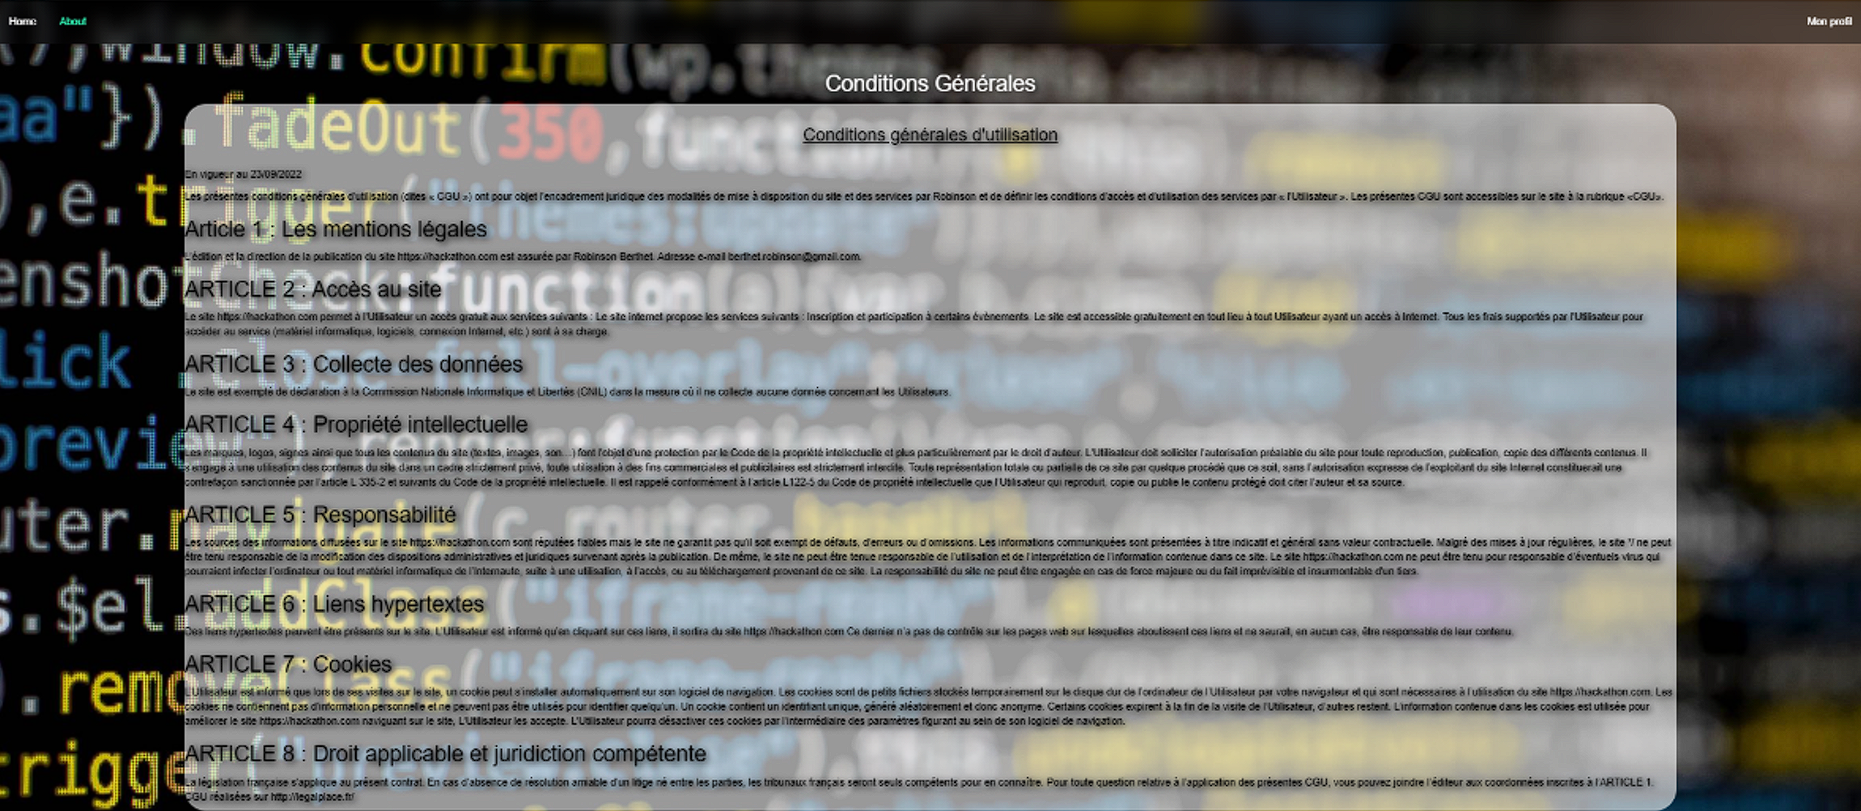 Home About Mon profil
Conditions Générales
Conditions générales d'utilisation
En vigueur au 23/09/2022
Les présentes conditions générales d'utilisation (dites « CGU ») ont pour objet l'encadrement juridique des modalités de mise à disposition du site et des services par Robinson et de définir les conditions d'accès et d'utilisation des services par « l'Utilisateur ». Les présentes CGU sont accessibles sur le site à la rubrique «CGU».
Article 1 : Les mentions légales
L'édition et la direction de la publication du site https://hackathon.com est assurée par Robinson Berthet. Adresse e-mail berthet.robinson@gmail.com.
ARTICLE 2 : Accès au site
Le site https://hackathon.com permet à l'Utilisateur un accès gratuit aux services suivants : Le site internet propose les services suivants : Inscription et participation à certains évènements. Le site est accessible gratuitement en tout lieu à tout Utilisateur ayant un accès à Internet. Tous les frais supportés par l'Utilisateur pour
accéder au service (matériel informatique, logiciels, connexion Internet, etc.) sont à sa charge.
ARTICLE 3 : Collecte des données
Le site est exempté de déclaration à la Commission Nationale Informatique et Libertés (CNIL) dans la mesure où il ne collecte aucune donnée concernant les Utilisateurs.
ARTICLE 4 : Propriété intellectuelle
Les marques, logos, signes ainsi que tous les contenus du site (textes, images, son…) font l'objet d'une protection par le Code de la propriété intellectuelle et plus particulièrement par le droit d'auteur. L'Utilisateur doit solliciter l'autorisation préalable du site pour toute reproduction, publication, copie des différents contenus. Il
s'engage à une utilisation des contenus du site dans un cadre strictement privé, toute utilisation à des fins commerciales et publicitaires est strictement interdite. Toute représentation totale ou partielle de ce site par quelque procédé que ce soit, sans l'autorisation expresse de l'exploitant du site Internet constituerait une
contrefaçon sanctionnée par l'article L 335-2 et suivants du Code de la propriété intellectuelle. Il est rappelé conformément à l'article L122-5 du Code de propriété intellectuelle que l'Utilisateur qui reproduit, copie ou publie le contenu protégé doit citer l'auteur et sa source.
ARTICLE 5 : Responsabilité
Les sources des informations diffusées sur le site https://hackathon.com sont réputées fiables mais le site ne garantit pas qu'il soit exempt de défauts, d'erreurs ou d'omissions. Les informations communiquées sont présentées à titre indicatif et général sans valeur contractuelle. Malgré des mises à jour régulières, le site ne peut
être tenu responsable de la modification des dispositions administratives et juridiques survenant après la publication. De même, le site ne peut être tenue responsable de l'utilisation et de l'interprétation de l'information contenue dans ce site. Le site https://hackathon.com ne peut être tenu pour responsable d'éventuels virus qui
pourraient infecter l'ordinateur ou tout matériel informatique de l'Internaute, suite à une utilisation, à l'accès, ou au téléchargement provenant de ce site. La responsabilité du site ne peut être engagée en cas de force majeure ou du fait imprévisible et insurmontable d'un tiers.
ARTICLE 6 : Liens hypertextes
Des liens hypertextes peuvent être présents sur le site. L'Utilisateur est informé qu'en cliquant sur ces liens, il sortira du site https://hackathon.com Ce dernier n'a pas de contrôle sur les pages web sur lesquelles aboutissent ces liens et ne saurait, en aucun cas, être responsable de leur contenu.
ARTICLE 7 : Cookies
L'Utilisateur est informé que lors de ses visites sur le site, un cookie peut s'installer automatiquement sur son logiciel de navigation. Les cookies sont de petits fichiers stockés temporairement sur le disque dur de l'ordinateur de l'Utilisateur par votre navigateur et qui sont nécessaires à l'utilisation du site https://hackathon.com. Les
cookies ne contiennent pas d'information personnelle et ne peuvent pas être utilisés pour identifier quelqu'un. Un cookie contient un identifiant unique, généré aléatoirement et donc anonyme. Certains cookies expirent à la fin de la visite de l'Utilisateur, d'autres restent. L'information contenue dans les cookies est utilisée pour
améliorer le site https://hackathon.com naviguant sur le site, L'Utilisateur les accepte. L'Utilisateur pourra désactiver ces cookies par l'intermédiaire des paramètres figurant au sein de son logiciel de navigation.
ARTICLE 8 : Droit applicable et juridiction compétente
La législation française s'applique au présent contrat. En cas d'absence de résolution amiable d'un litige né entre les parties, les tribunaux français seront seuls compétents pour en connaître. Pour toute question relative à l'application des présentes CGU, vous pouvez joindre l'éditeur aux coordonnées inscrites à l'ARTICLE 1.
CGU réalisées sur http://legalplace.fr/